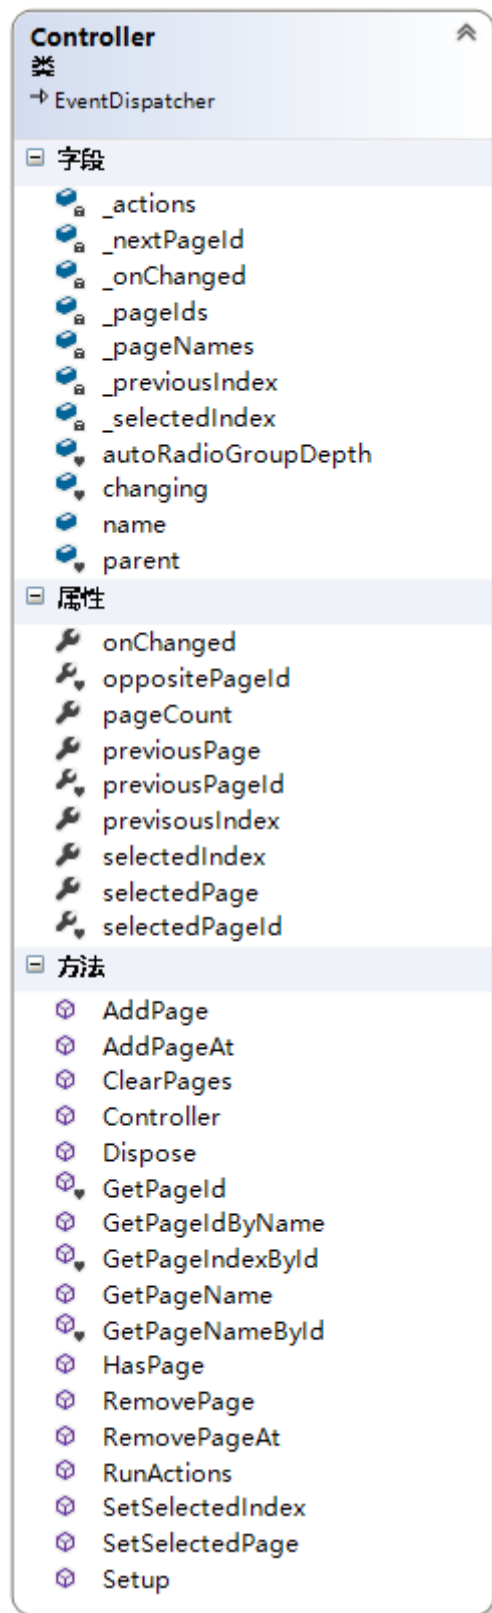 Controller
类
EventDispatcher
字段
_actions
_nextPageId
_onChanged
_pageIds
_pageNames
_previousIndex
_selectedIndex
autoRadioGroupDepth
changing
name
parent
属性
onChanged
oppositePageId
pageCount
previousPage
previousPageId
previsousIndex
selectedIndex
selectedPage
selectedPageId
方法
AddPage
AddPageAt
ClearPages
Controller
Dispose
GetPageId
GetPageIdByName
GetPageIndexById
GetPageName
GetPageNameById
HasPage
RemovePage
RemovePageAt
RunActions
SetSelectedIndex
SetSelectedPage
Setup